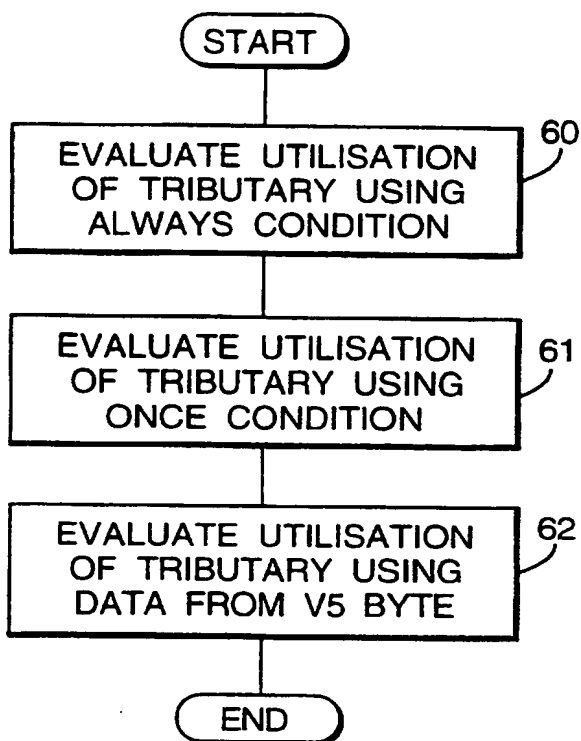 START
EVALUATE UTILISATION
OF TRIBUTARY USING
ALWAYS CONDITION
60
EVALUATE UTILISATION
OF TRIBUTARY USING
ONCE CONDITION
61
EVALUATE UTILISATION
OF TRIBUTARY USING
DATA FROM V5 BYTE
62
END